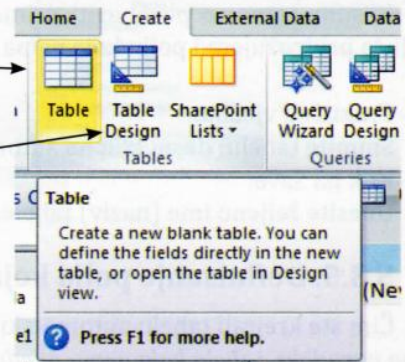 Home Create External Data Data
Table Table Design SharePoint Lists Query Wizard Query Design
Tables Queries
Table
Create a new blank table. You can
define the fields directly in the new
table, or open the table in Design
view.
Press F1 for more help.